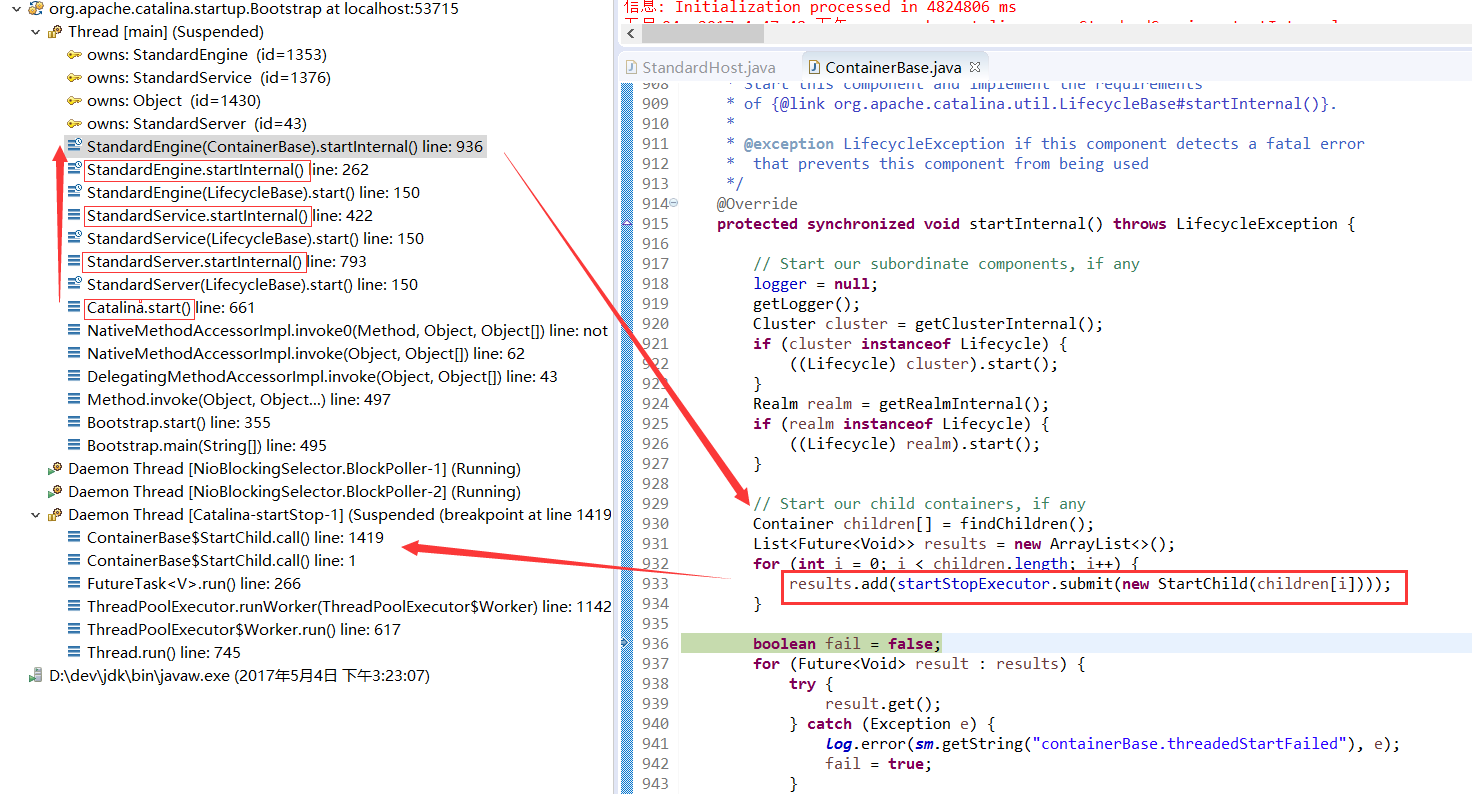 org.apache.catalina.startup.Bootstrap at localhost:53715
Thread [main] (Suspended)
owns: StandardEngine (id=1353)
owns: StandardService (id=1376)
owns: Object (id=1430)
owns: StandardServer (id=43)
StandardEngine(ContainerBase).startInternal() line: 936
StandardEngine.startInternal() line: 262
StandardEngine(LifecycleBase).start() line: 150
StandardService.startInternal() line: 422
StandardService(LifecycleBase).start() line: 150
StandardServer.startInternal() line: 793
StandardServer(LifecycleBase).start() line: 150
Catalina.start() line: 661
NativeMethodAccessorImpl.invoke0(Method, Object, Object[]) line: not
NativeMethodAccessorImpl.invoke(Object, Object[]) line: 62
DelegatingMethodAccessorImpl.invoke(Object, Object[]) line: 43
Method.invoke(Object, Object...) line: 497
Bootstrap.start() line: 355
Bootstrap.main(String[]) line: 495
Daemon Thread [NioBlockingSelector.BlockPoller-1] (Running)
Daemon Thread [NioBlockingSelector.BlockPoller-2] (Running)
Daemon Thread [Catalina-startStop-1] (Suspended (breakpoint at line 1419
ContainerBase$StartChild.call() line: 1419
ContainerBase$StartChild.call() line: 1
FutureTask<V>.run() line: 266
ThreadPoolExecutor.runWorker(ThreadPoolExecutor$Worker) line: 1142
ThreadPoolExecutor$Worker.run() line: 617
Thread.run() line: 745
D:\dev\jdk\bin\javaw.exe (2017年5月4日 下午3:23:07)
信息: Initialization processed in 4824806 ms
StandardHost.java
ContainerBase.java
908 * Start this component and implement the requirements
909 * of {@link org.apache.catalina.util.LifecycleBase#startInternal()}.
910 *
911 * @exception LifecycleException if this component detects a fatal error
912 * that prevents this component from being used
913 */
914 @Override
915 protected synchronized void startInternal() throws LifecycleException {
916
917 // Start our subordinate components, if any
918 logger = null;
919 getLogger();
920 Cluster cluster = getClusterInternal();
921 if (cluster instanceof Lifecycle) {
922 ((Lifecycle) cluster).start();
923 }
924 Realm realm = getRealmInternal();
925 if (realm instanceof Lifecycle) {
926 ((Lifecycle) realm).start();
927 }
928
929 // Start our child containers, if any
930 Container children[] = findChildren();
931 List<Future<Void>> results = new ArrayList<>();
932 for (int i = 0; i < children.length; i++) {
933 results.add(startStopExecutor.submit(new StartChild(children[i])));
934 }
935
936 boolean fail = false;
937 for (Future<Void> result : results) {
938 try {
939 result.get();
940 } catch (Exception e) {
941 log.error(sm.getString("containerBase.threadedStartFailed"), e);
942 fail = true;
943 }